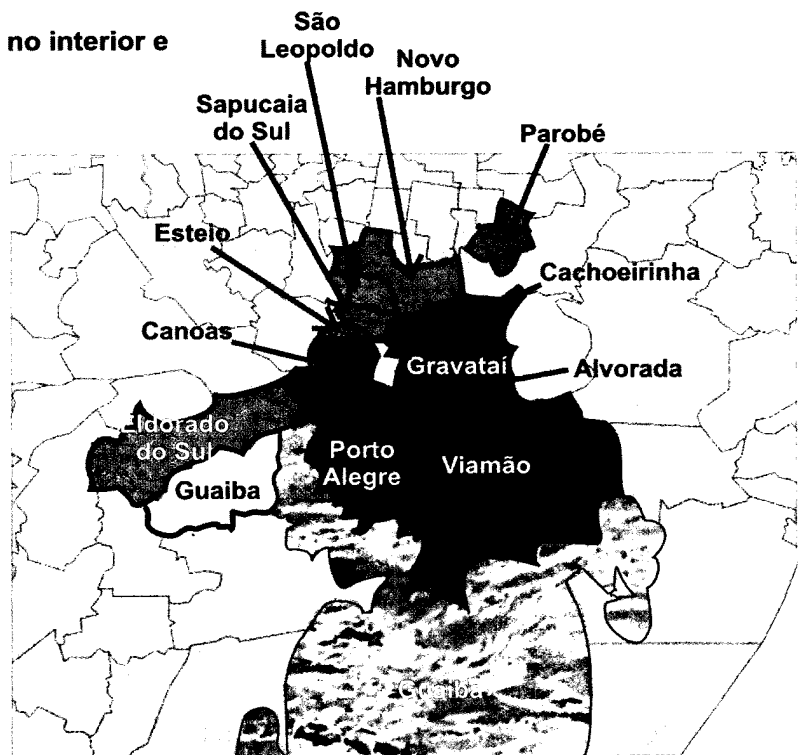 no interior e
São
Leopoldo
Novo
Hamburgo
Sapucaia
do Sul
Parobé
Esteio
Cachoeirinha
Canoas
Gravataí
Alvorada
Eldorado
do Sul
Porto
Alegre
Viamão
Guaiba
Guaiba